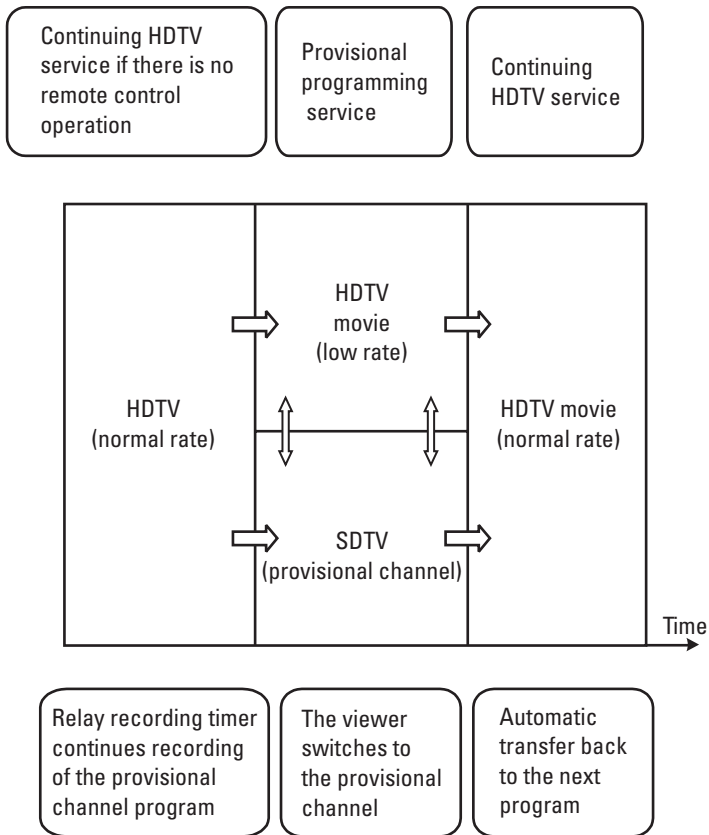 Continuing HDTV
service if there is no
remote control
operation
Provisional
programming
service
Continuing
HDTV service
HDTV
movie
(low rate)
HDTV
(normal rate)
HDTV movie
(normal rate)
SDTV
(provisional channel)
Time
Relay recording timer
continues recording
of the provisional
channel program
The viewer
switches to
the provisional
channel
Automatic
transfer back
to the next
program